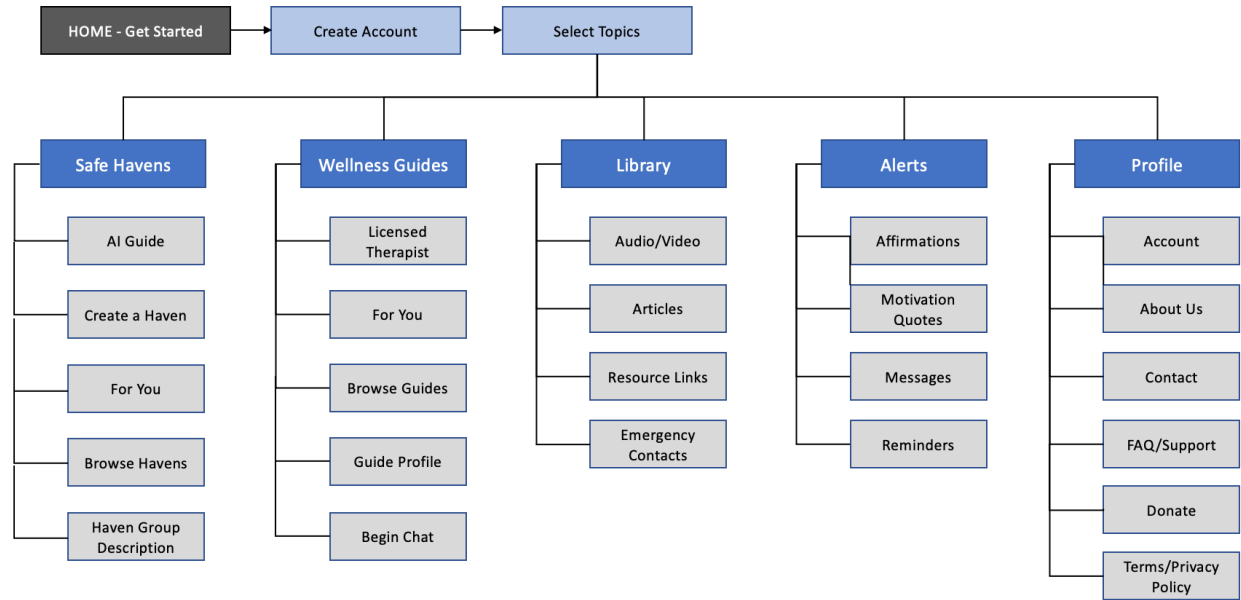 HOME - Get Started
Create Account
Select Topics
Safe Havens
AI Guide
Create a Haven
For You
Browse Havens
Haven Group
Description
Wellness Guides
Licensed
Therapist
For You
Browse Guides
Guide Profile
Begin Chat
Library
Audio/Video
Articles
Resource Links
Emergency
Contacts
Alerts
Affirmations
Motivation
Quotes
Messages
Reminders
Profile
Account
About Us
Contact
FAQ/Support
Donate
Terms/Privacy
Policy